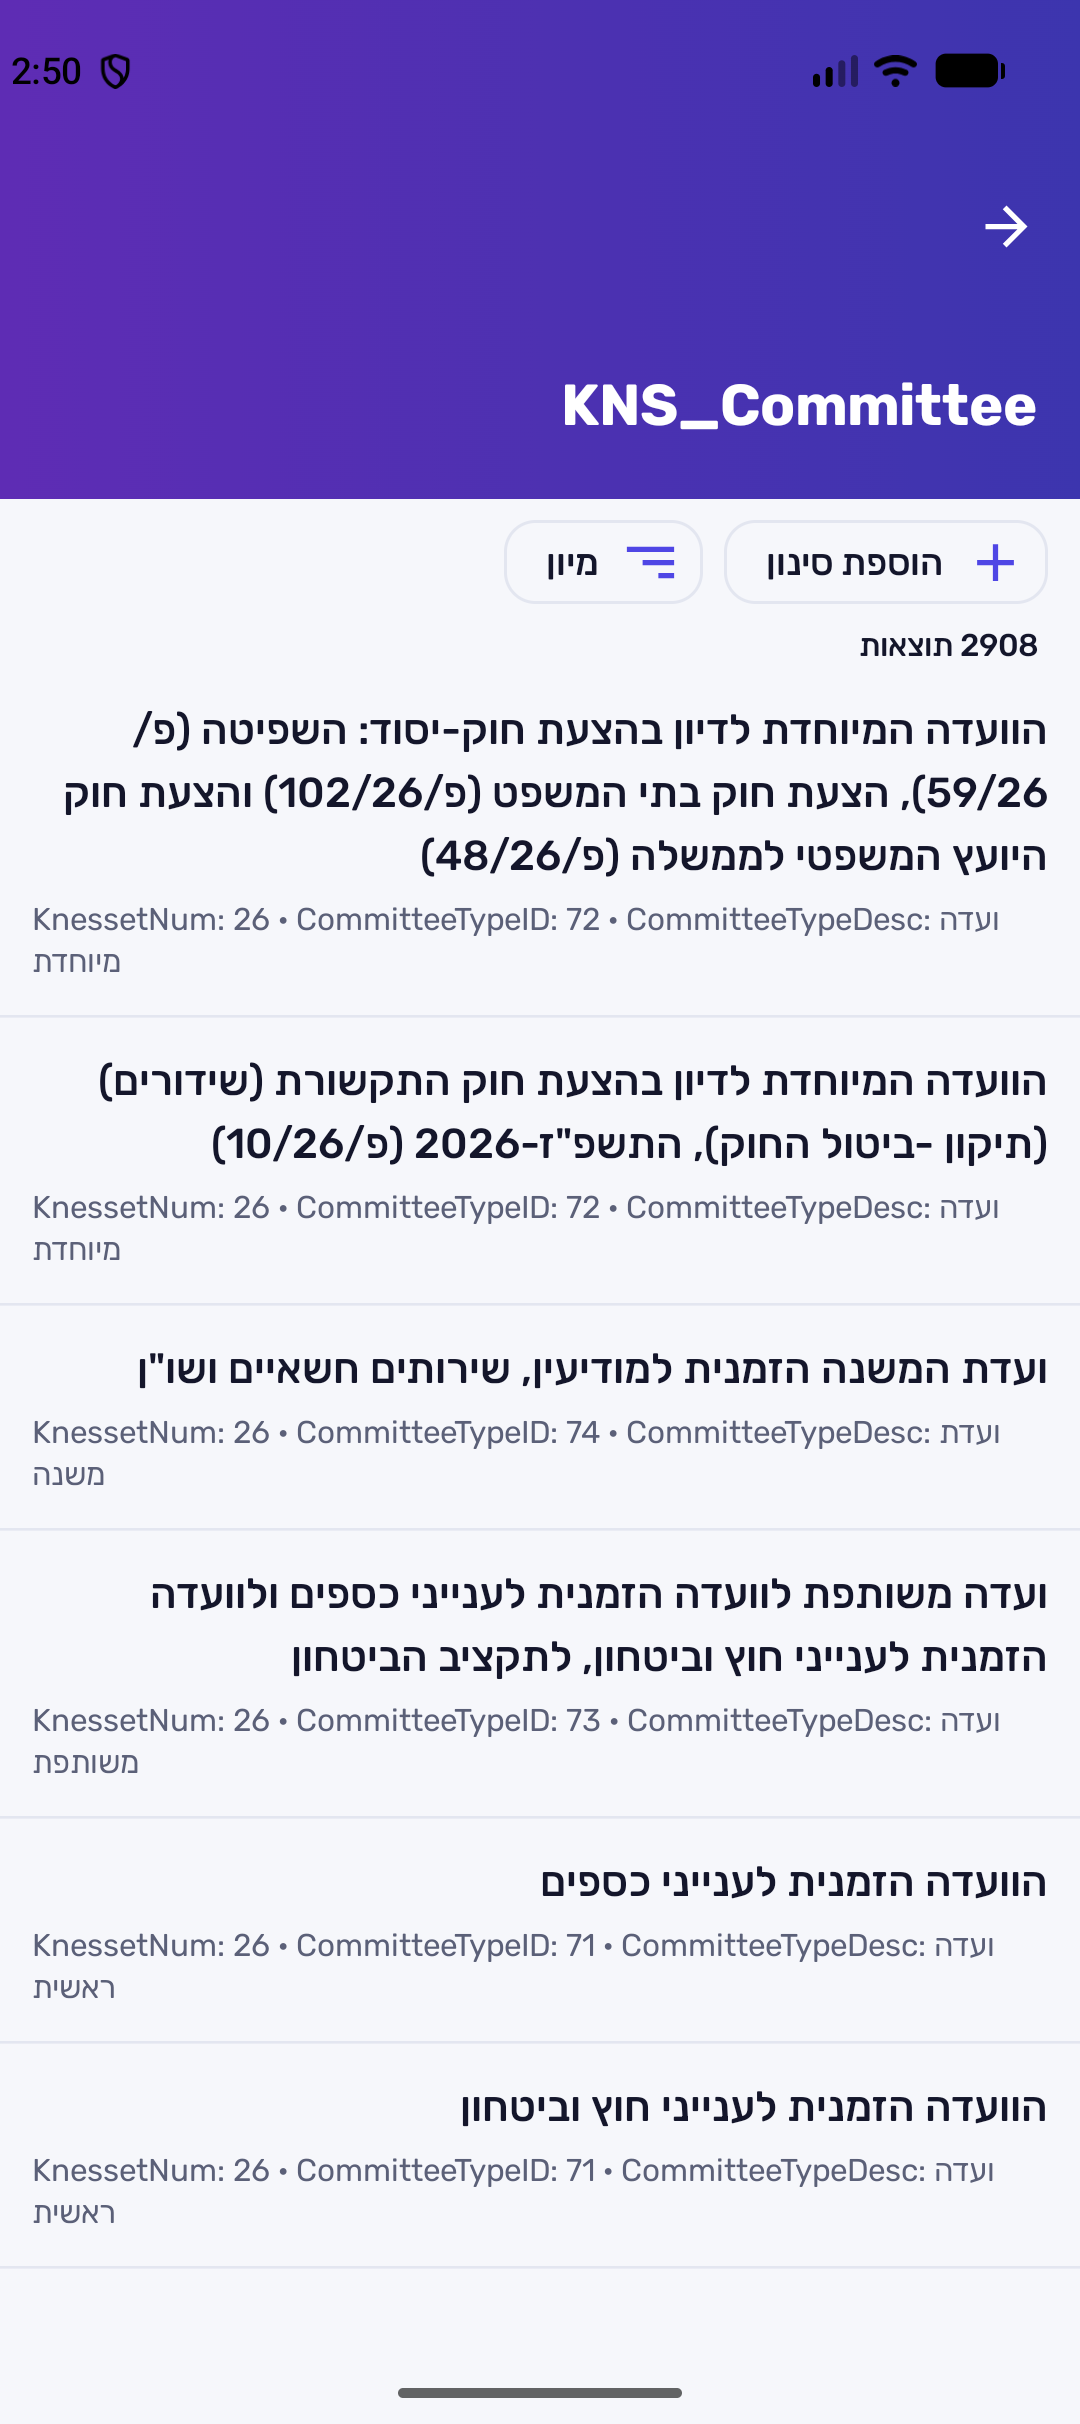 2:50
KNS_Committee
הוספת סינון
מיון
2908 תוצאות
הוועדה המיוחדת לדיון בהצעת חוק-יסוד: השפיטה (פ/
59/26), הצעת חוק בתי המשפט (פ/102/26) והצעת חוק
היועץ המשפטי לממשלה (פ/48/26)
KnessetNum: 26 • CommitteeTypeID: 72 • CommitteeTypeDesc: ועדה
מיוחדת
הוועדה המיוחדת לדיון בהצעת חוק התקשורת (שידורים)
(תיקון -ביטול החוק), התשפ"ז-2026 (פ/10/26)
KnessetNum: 26 • CommitteeTypeID: 72 • CommitteeTypeDesc: ועדה
מיוחדת
ועדת המשנה הזמנית למודיעין, שירותים חשאיים ושו"ן
KnessetNum: 26 • CommitteeTypeID: 74 • CommitteeTypeDesc: ועדת
משנה
ועדה משותפת לוועדה הזמנית לענייני כספים ולוועדה
הזמנית לענייני חוץ וביטחון, לתקציב הביטחון
KnessetNum: 26 • CommitteeTypeID: 73 • CommitteeTypeDesc: ועדה
משותפת
הוועדה הזמנית לענייני כספים
KnessetNum: 26 • CommitteeTypeID: 71 • CommitteeTypeDesc: ועדה
ראשית
הוועדה הזמנית לענייני חוץ וביטחון
KnessetNum: 26 • CommitteeTypeID: 71 • CommitteeTypeDesc: ועדה
ראשית